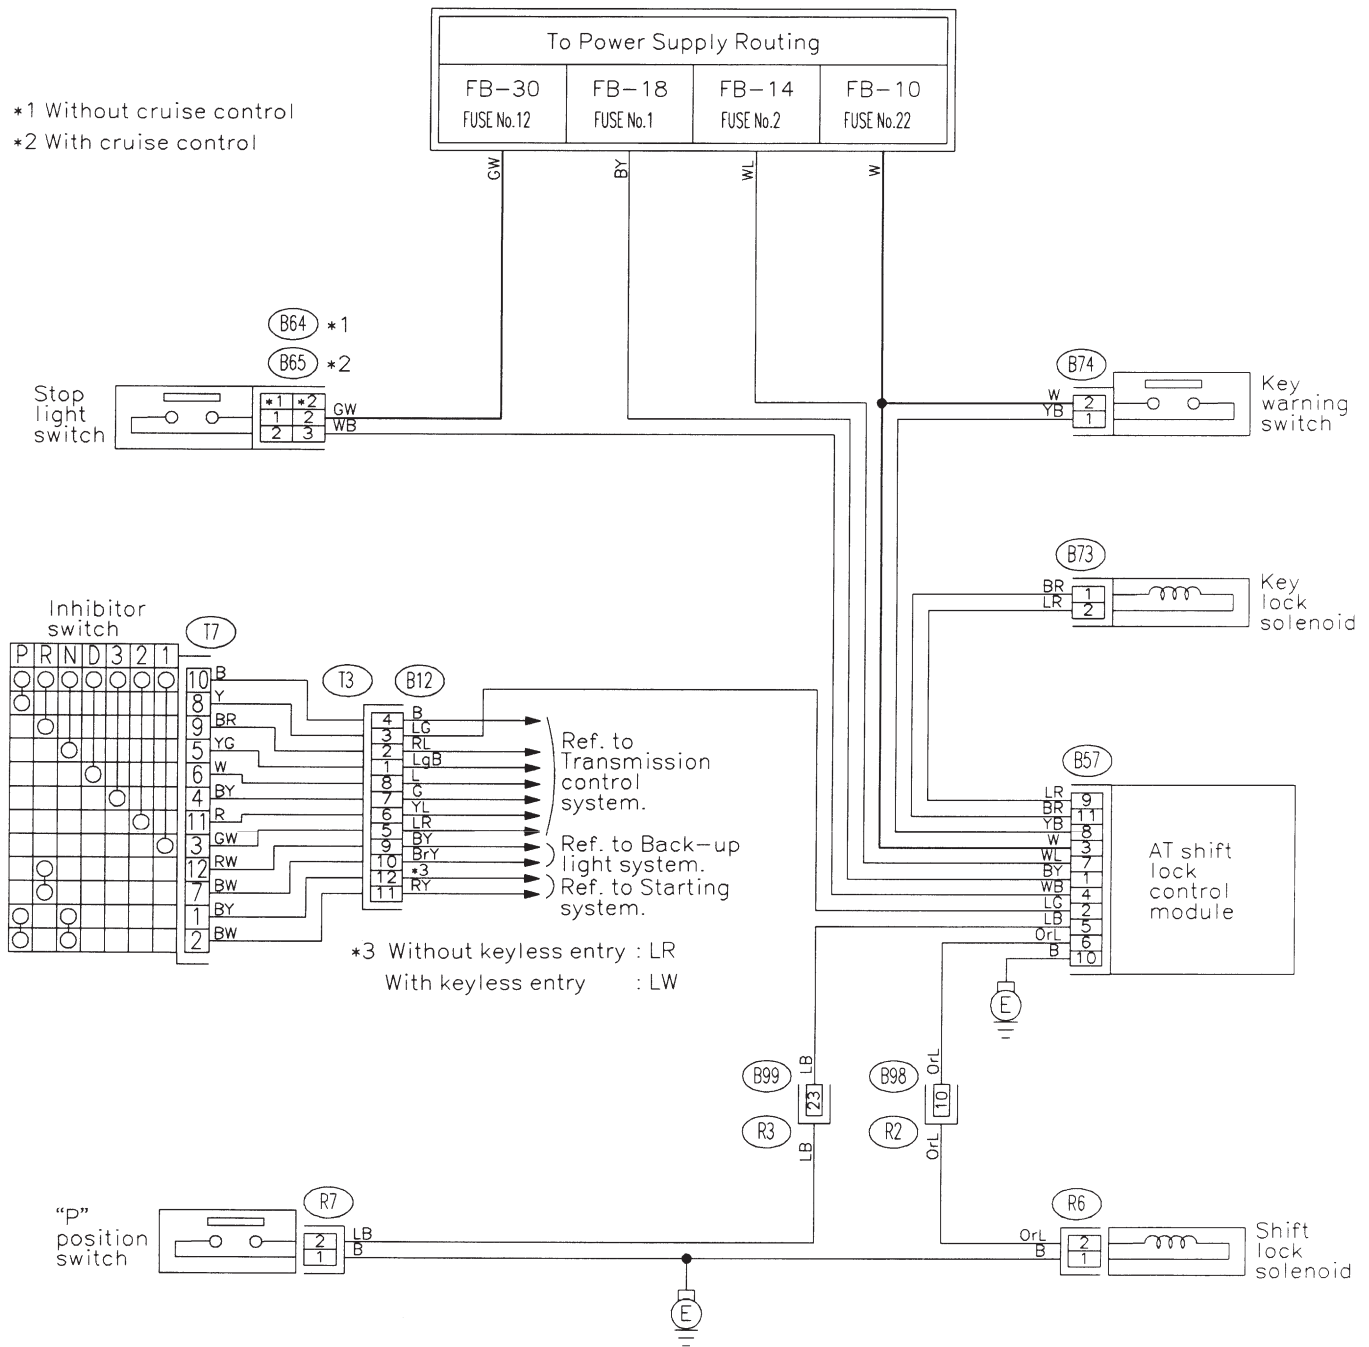 To Power Supply Routing
FB-30 FB-18 FB-14 FB-10
FUSE No.12 FUSE No.1 FUSE No.2 FUSE No.22
*1 Without cruise control
*2 With cruise control
GW BY WL W
B64 *1
B65 *2
Stop
light
switch
*1 *2
1 2 GW
2 3 WB
B74
W 2
YB 1
Key
warning
switch
B73
BR 1
LR 2
Key
lock
solenoid
Inhibitor
switch
T7
P R N D 3 2 1
10 B
8 Y
9 BR
5 YG
6 W
4 BY
11 R
3 GW
12 RW
7 BW
1 BY
2 BW
T3 B12
4 B
3 LG
2 RL
1 LgB
8 L
7 G
6 YL
5 LR
9 BY
10 BrY
12 *3
11 RY
Ref. to
Transmission
control
system.
Ref. to Back-up
light system.
Ref. to Starting
system.
*3 Without keyless entry : LR
With keyless entry : LW
B57
LR 9
BR 11
YB 8
W 3
WL 7
BY 1
WB 4
LG 2
LB 5
OrL 6
B 10
AT shift
lock
control
module
E
LB OrL
B99 23 B98 10
R3 R2
LB OrL
"P"
position
switch
R7
2 LB
1 B
E
R6
OrL 2
B 1
Shift
lock
solenoid